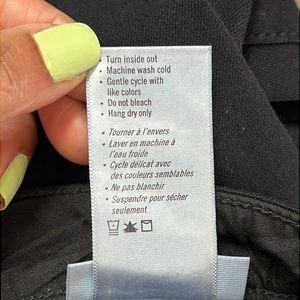 • Turn inside out
• Machine wash cold
• Gentle cycle with
like colors
• Do not bleach
• Hang dry only
• Tourner à l'envers
• Laver en machine à
l'eau froide
• Cycle délicat avec
des couleurs semblables
• Ne pas blanchir
• Suspendre pour sécher
seulement